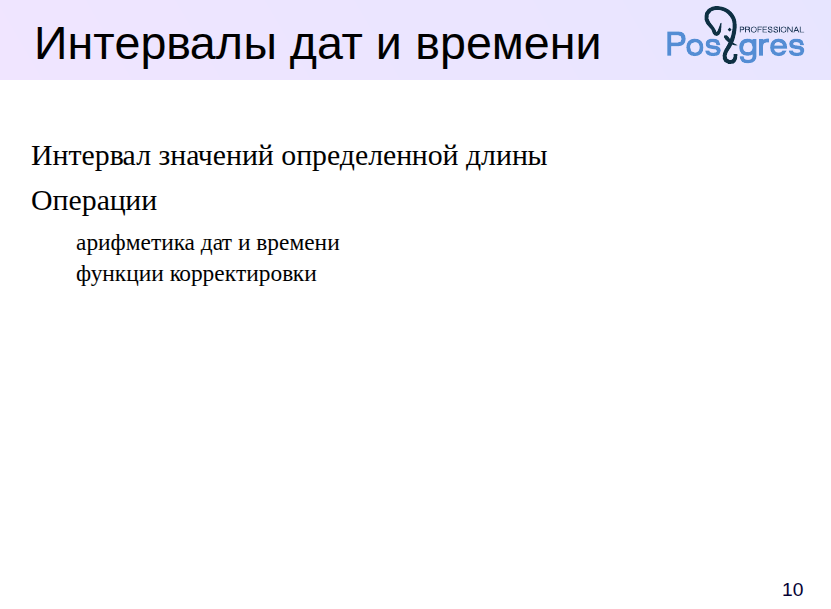 Интервалы дат и времени
PROFESSIONAL
Postgres
Интервал значений определенной длины
Операции
арифметика дат и времени
функции корректировки
10